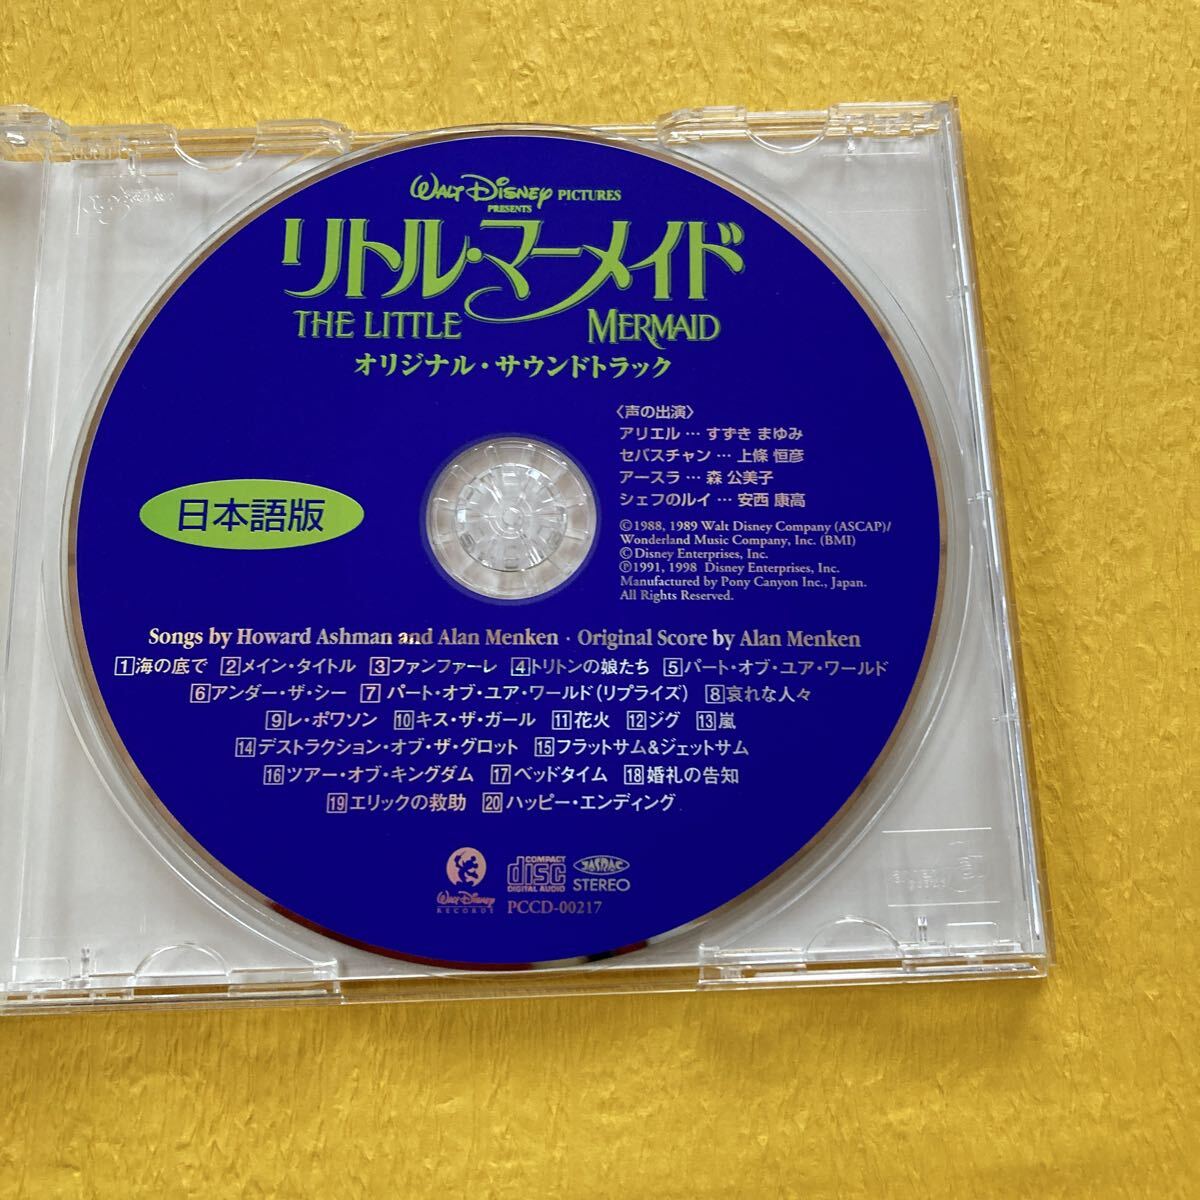 WALT DISNEY PICTURES
PRESENTS
リトル・マーメイド
THE LITTLE MERMAID
オリジナル・サウンドトラック
〈声の出演〉
アリエル … すずき まゆみ
セバスチャン … 上條 恒彦
アースラ … 森 公美子
シェフのルイ … 安西 康高
日本語版
©1988, 1989 Walt Disney Company (ASCAP)/
Wonderland Music Company, Inc. (BMI)
©Disney Enterprises, Inc.
℗1991, 1998 Disney Enterprises, Inc.
Manufactured by Pony Canyon Inc., Japan.
All Rights Reserved.
Songs by Howard Ashman and Alan Menken · Original Score by Alan Menken
1 海の底で 2 メイン・タイトル 3 ファンファーレ 4 トリトンの娘たち 5 パート・オブ・ユア・ワールド
6 アンダー・ザ・シー 7 パート・オブ・ユア・ワールド(リプライズ) 8 哀れな人々
9 レ・ポワソン 10 キス・ザ・ガール 11 花火 12 ジグ 13 嵐
14 デストラクション・オブ・ザ・グロット 15 フラットサム&ジェットサム
16 ツアー・オブ・キングダム 17 ベッドタイム 18 婚礼の告知
19 エリックの救助 20 ハッピー・エンディング
Walt Disney
RECORDS
COMPACT
disc
DIGITAL AUDIO
JASRAC
STEREO
PCCD-00217